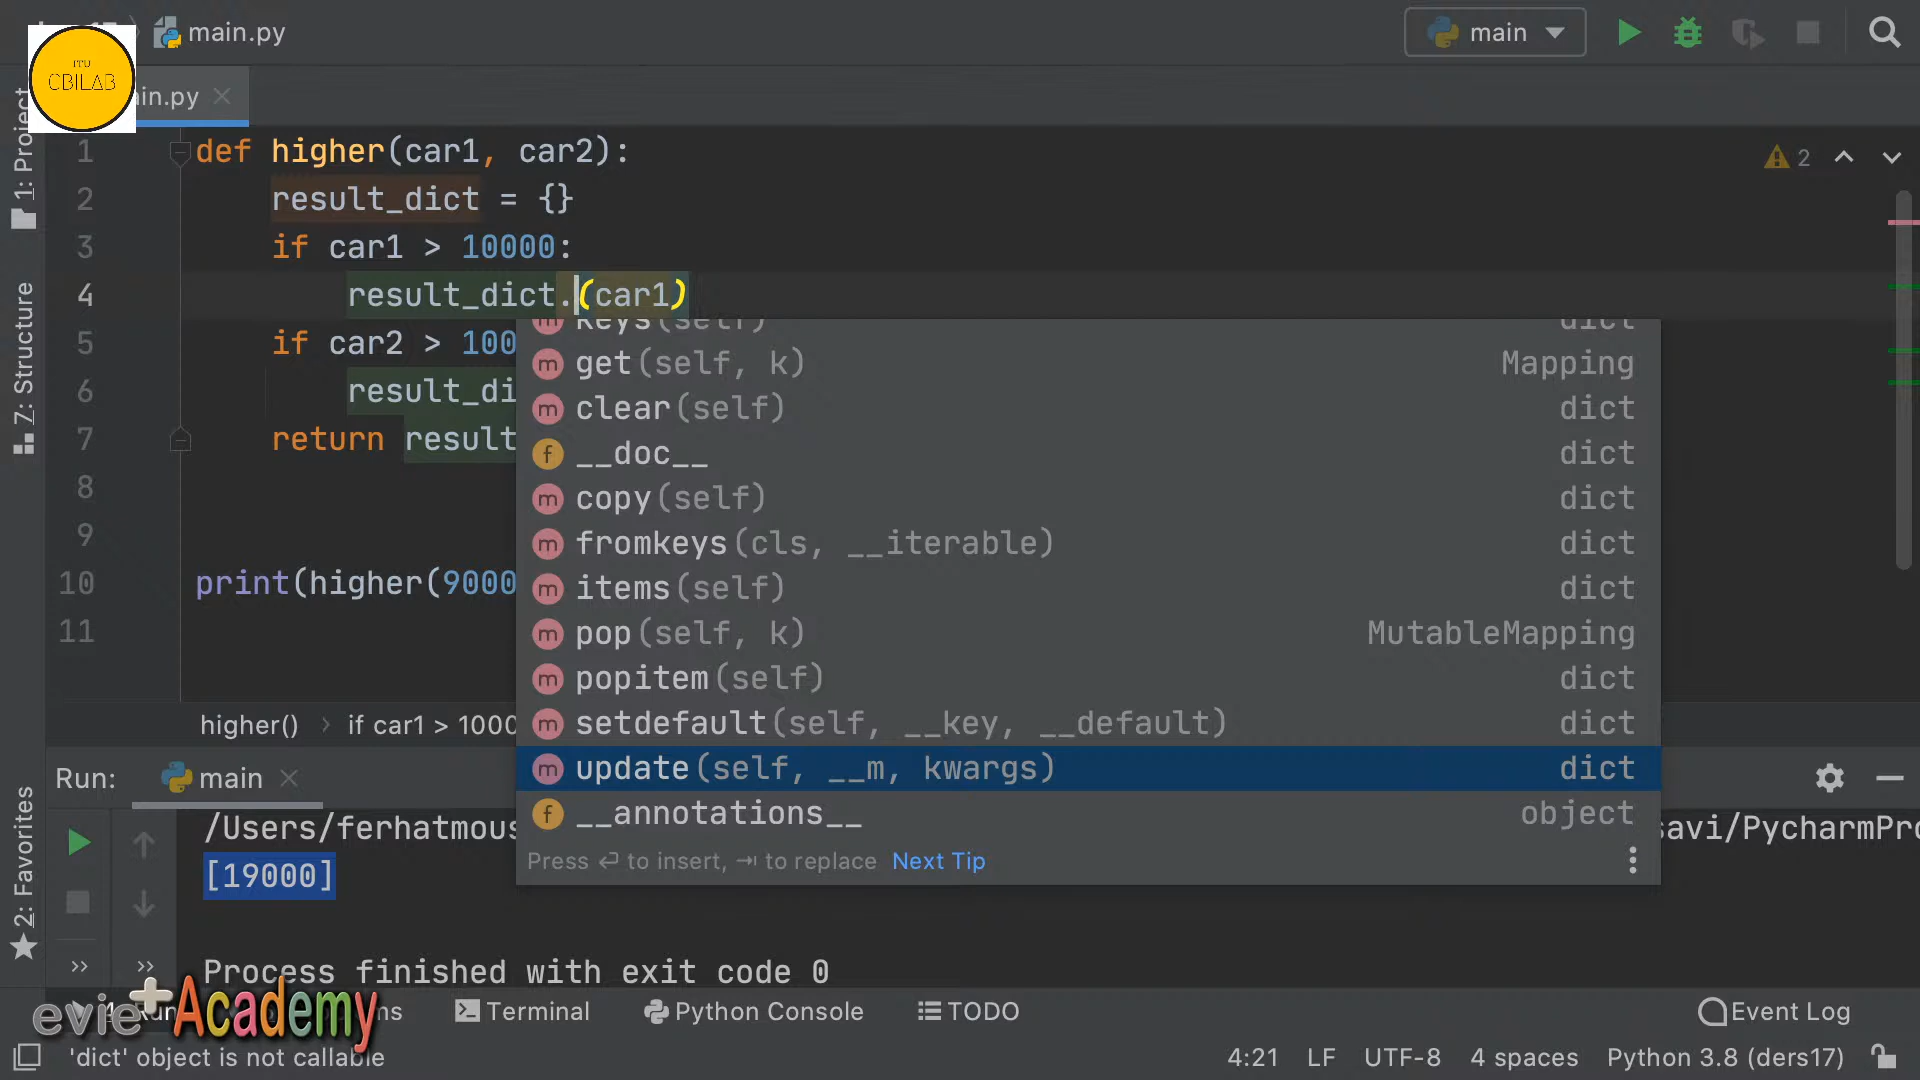 main.py
main
ITU
CBILAB
in.py
1: Project
Z: Structure
2: Favorites
1 def higher(car1, car2):
2 result_dict = {}
3 if car1 > 10000:
4 result_dict.(car1)
5 if car2 > 100
6 result_di
7 return result
8
9
10 print(higher(9000
11
2
keys(self) dict
get(self, k) Mapping
clear(self) dict
__doc__ dict
copy(self) dict
fromkeys(cls, __iterable) dict
items(self) dict
pop(self, k) MutableMapping
popitem(self) dict
setdefault(self, __key, __default) dict
update(self, __m, kwargs) dict
__annotations__ object
Press ⏎ to insert, ⇥ to replace Next Tip
higher() › if car1 > 1000
Run: main
/Users/ferhatmous
savi/PycharmPro
[19000]
Process finished with exit code 0
evie+Academy
Terminal Python Console TODO Event Log
'dict' object is not callable 4:21 LF UTF-8 4 spaces Python 3.8 (ders17)